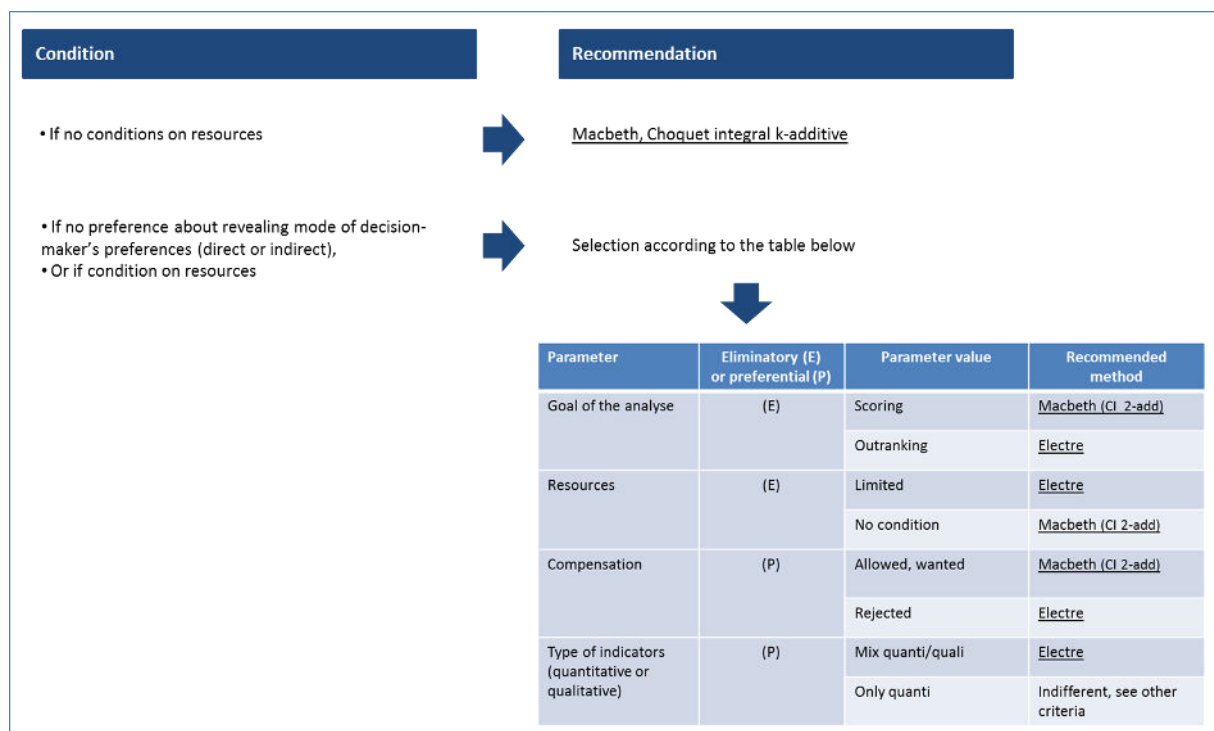 Condition
Recommendation
• If no conditions on resources
Macbeth, Choquet integral k-additive
• If no preference about revealing mode of decision-
maker's preferences (direct or indirect),
• Or if condition on resources
Selection according to the table below
Parameter
Eliminatory (E)
or preferential (P)
Parameter value
Recommended
method
Goal of the analyse
(E)
Scoring
Macbeth (CI 2-add)
Outranking
Electre
Resources
(E)
Limited
Electre
No condition
Macbeth (CI 2-add)
Compensation
(P)
Allowed, wanted
Macbeth (CI 2-add)
Rejected
Electre
Type of indicators
(quantitative or
qualitative)
(P)
Mix quanti/quali
Electre
Only quanti
Indifferent, see other
criteria